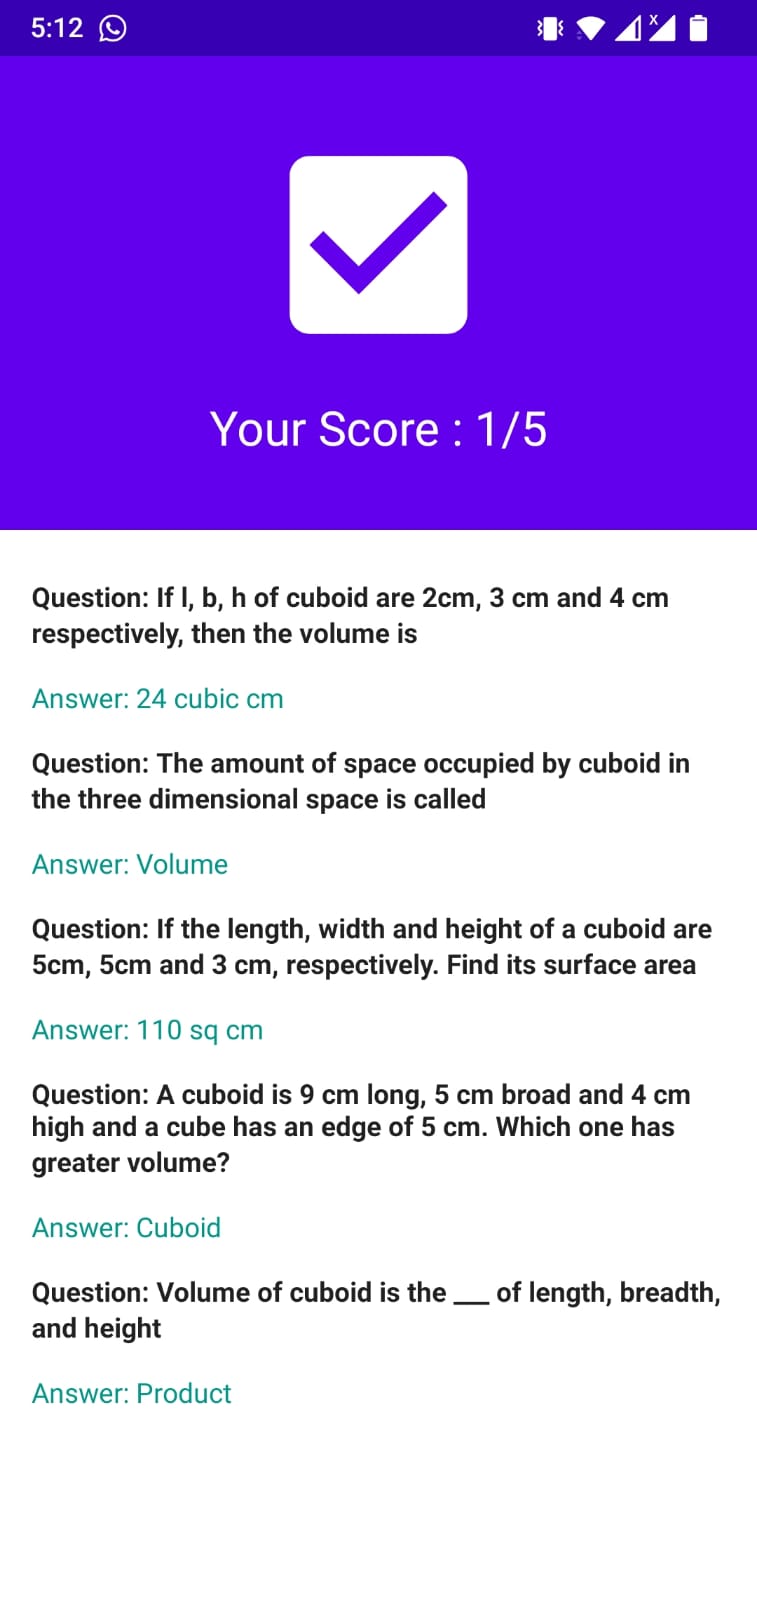 5:12
Your Score : 1/5
Question: If l, b, h of cuboid are 2cm, 3 cm and 4 cm
respectively, then the volume is
Answer: 24 cubic cm
Question: The amount of space occupied by cuboid in
the three dimensional space is called
Answer: Volume
Question: If the length, width and height of a cuboid are
5cm, 5cm and 3 cm, respectively. Find its surface area
Answer: 110 sq cm
Question: A cuboid is 9 cm long, 5 cm broad and 4 cm
high and a cube has an edge of 5 cm. Which one has
greater volume?
Answer: Cuboid
Question: Volume of cuboid is the ___ of length, breadth,
and height
Answer: Product